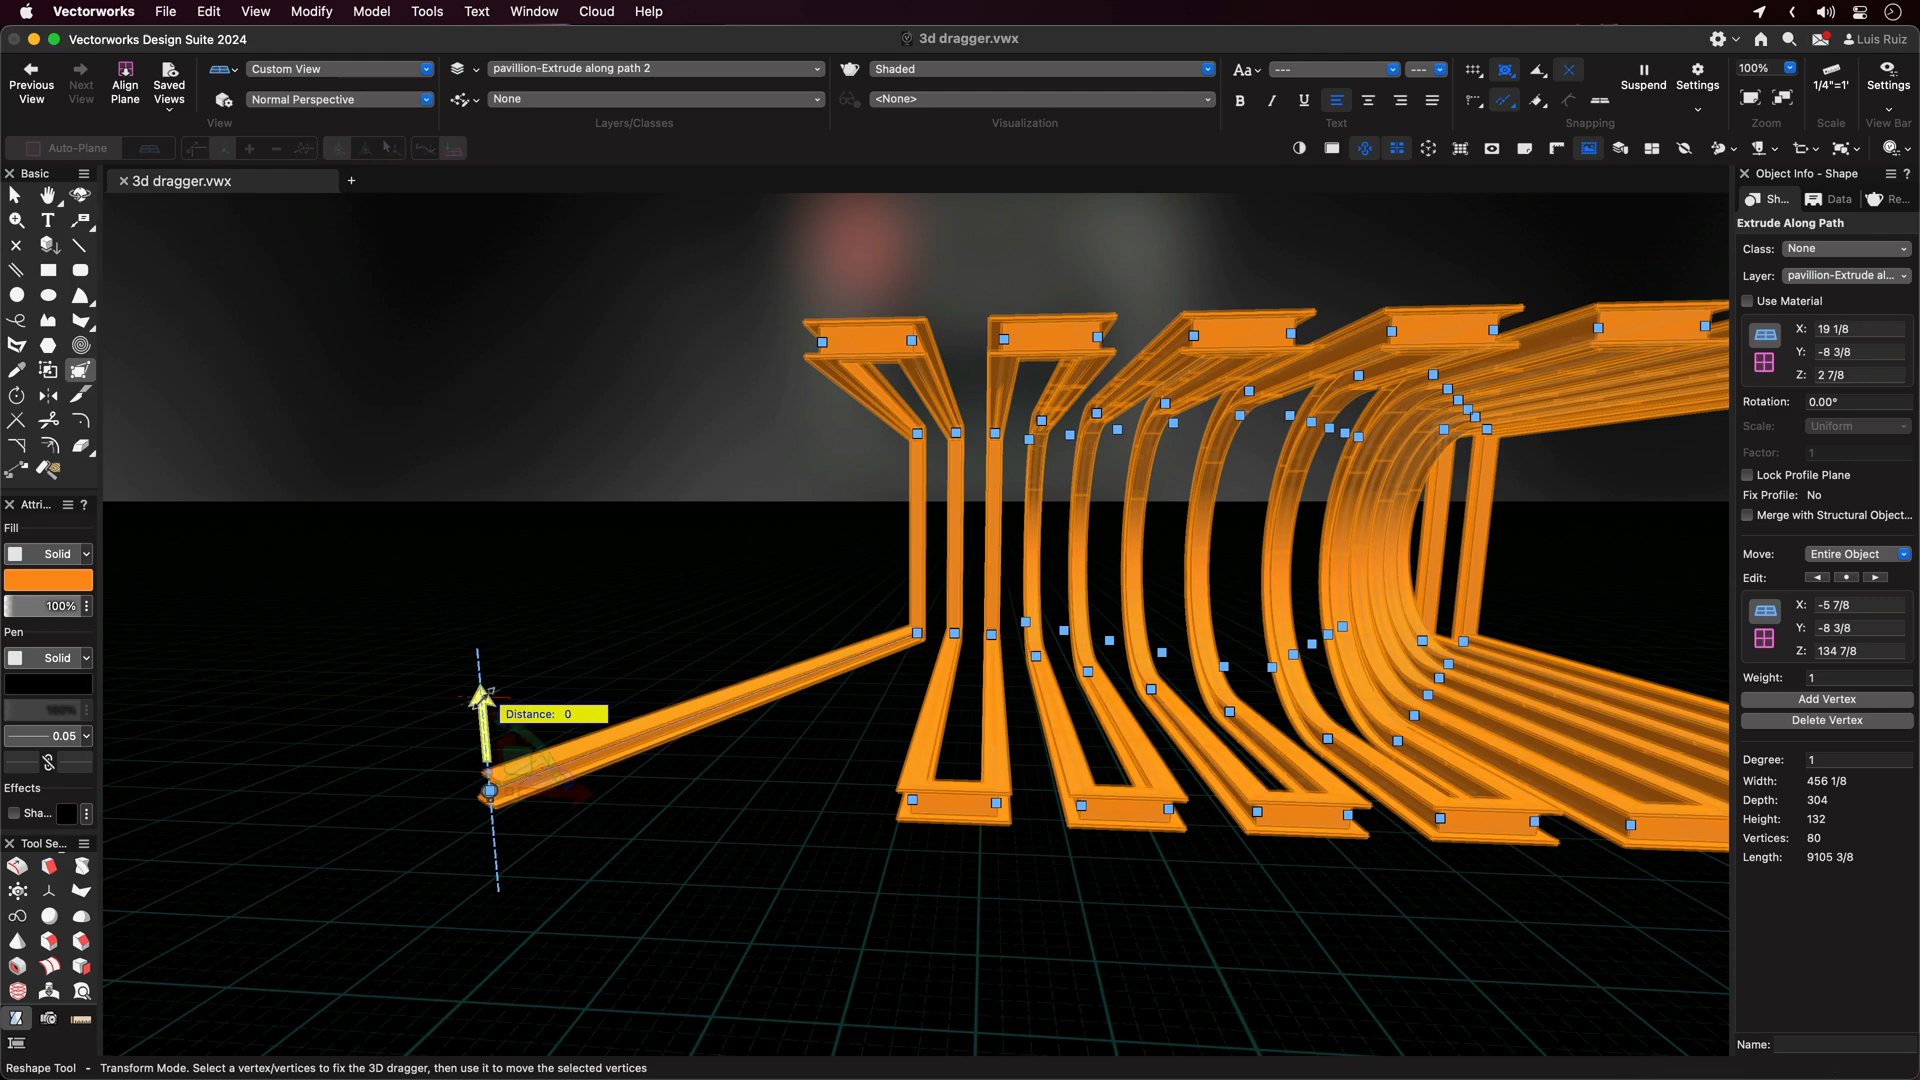 Vectorworks File Edit View Modify Model Tools Text Window Cloud Help
Vectorworks Design Suite 2024
3d dragger.vwx
Luis Ruiz
Previous View
Next View
Align Plane
Saved Views
Custom View
Normal Perspective
View
pavillion-Extrude along path 2
None
Layers/Classes
Shaded
<None>
Visualization
Aa
---
---
B I U
Text
Snapping
Suspend
Settings
100%
Zoom
1/4"=1'
Scale
Settings
View Bar
Auto-Plane
Basic
3d dragger.vwx
Object Info - Shape
Sh...
Data
Re...
Extrude Along Path
Class: None
Layer: pavillion-Extrude al...
Use Material
X: 19 1/8
Y: -8 3/8
Z: 2 7/8
Rotation: 0.00°
Scale: Uniform
Factor: 1
Lock Profile Plane
Fix Profile: No
Merge with Structural Object...
Move: Entire Object
Edit:
X: -5 7/8
Y: -8 3/8
Z: 134 7/8
Weight: 1
Add Vertex
Delete Vertex
Degree: 1
Width: 456 1/8
Depth: 304
Height: 132
Vertices: 80
Length: 9105 3/8
Name:
Attri...
Fill
Solid
100%
Pen
Solid
100%
0.05
Effects
Sha...
Tool Se...
Distance: 0
Reshape Tool - Transform Mode. Select a vertex/vertices to fix the 3D dragger, then use it to move the selected vertices